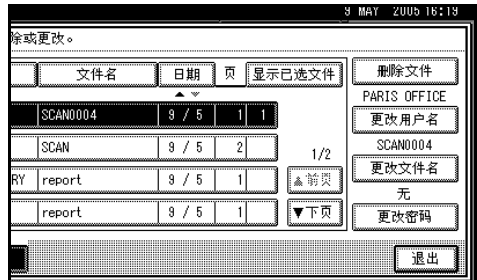 9 MAY 2005 16:19
除或更改。
文件名 日期 页 显示已选文件 删除文件
PARIS OFFICE
SCAN0004 9 / 5 1 1 更改用户名
SCAN 9 / 5 2 1/2 SCAN0004
更改文件名
RY report 9 / 5 1 ▲前页 无
report 9 / 5 1 ▼下页 更改密码
退出